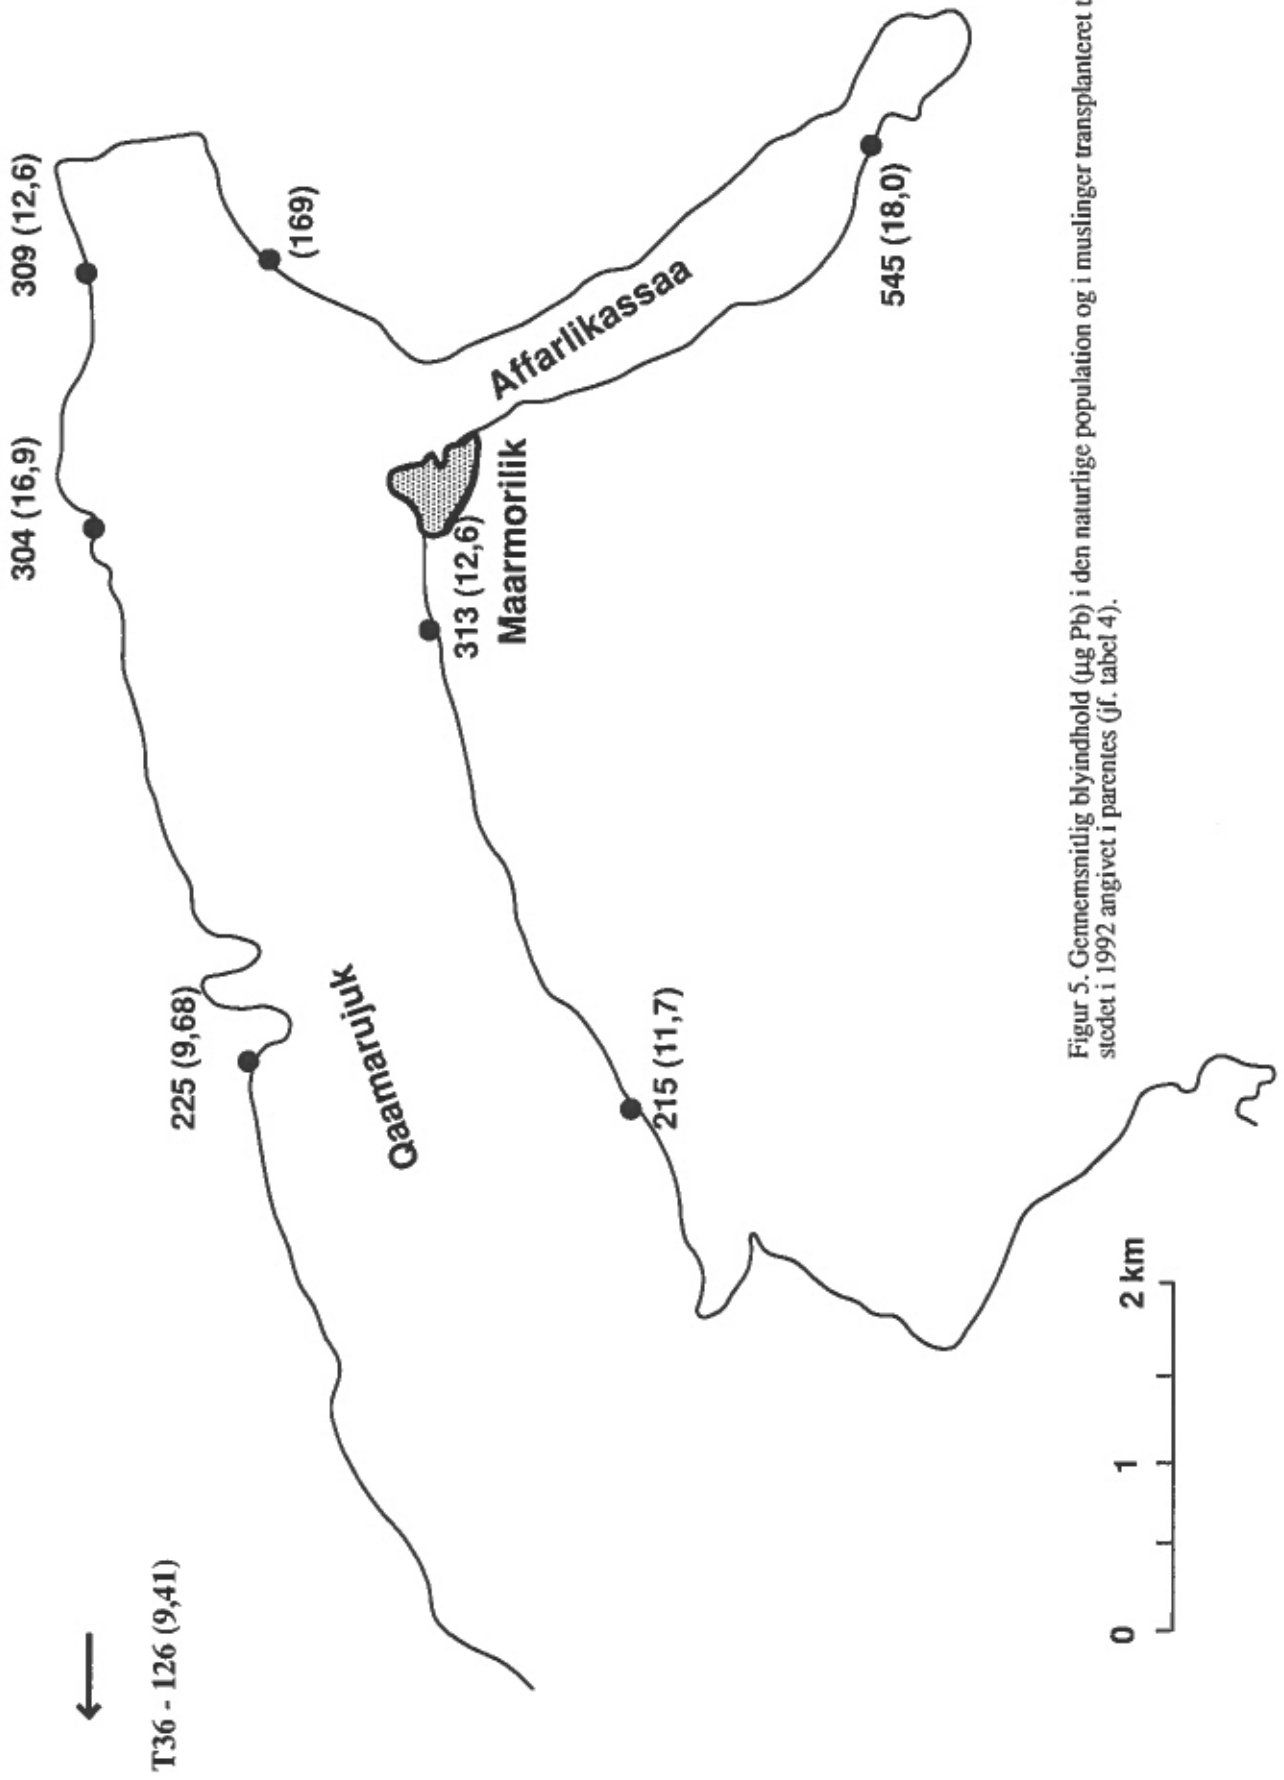 T36 - 126 (9,41)
225 (9,68)
304 (16,9)
309 (12,6)
(169)
Qaamarujuk
215 (11,7)
313 (12,6)
Maarmorilik
Affarlikassaa
545 (18,0)
0 1 2 km
Figur 5. Gennemsnitlig blyindhold (µg Pb) i den naturlige population og i muslinger transplanteret t
stedet i 1992 angivet i parentes (jf. tabel 4).